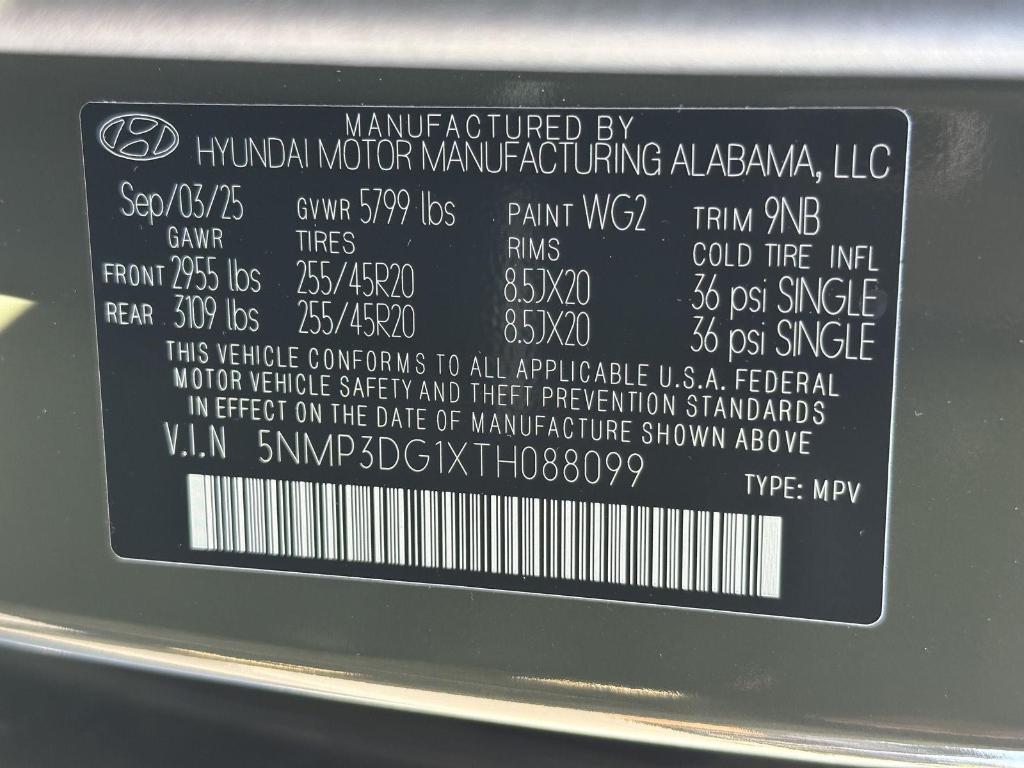 MANUFACTURED BY
HYUNDAI MOTOR MANUFACTURING ALABAMA, LLC
Sep/03/25 GVWR 5799 lbs PAINT WG2 TRIM 9NB
GAWR TIRES RIMS COLD TIRE INFL
FRONT 2955 lbs 255/45R20 8.5JX20 36 psi SINGLE
REAR 3109 lbs 255/45R20 8.5JX20 36 psi SINGLE
THIS VEHICLE CONFORMS TO ALL APPLICABLE U.S.A. FEDERAL
MOTOR VEHICLE SAFETY AND THEFT PREVENTION STANDARDS
IN EFFECT ON THE DATE OF MANUFACTURE SHOWN ABOVE
V.I.N 5NMP3DG1XTH088099 TYPE: MPV